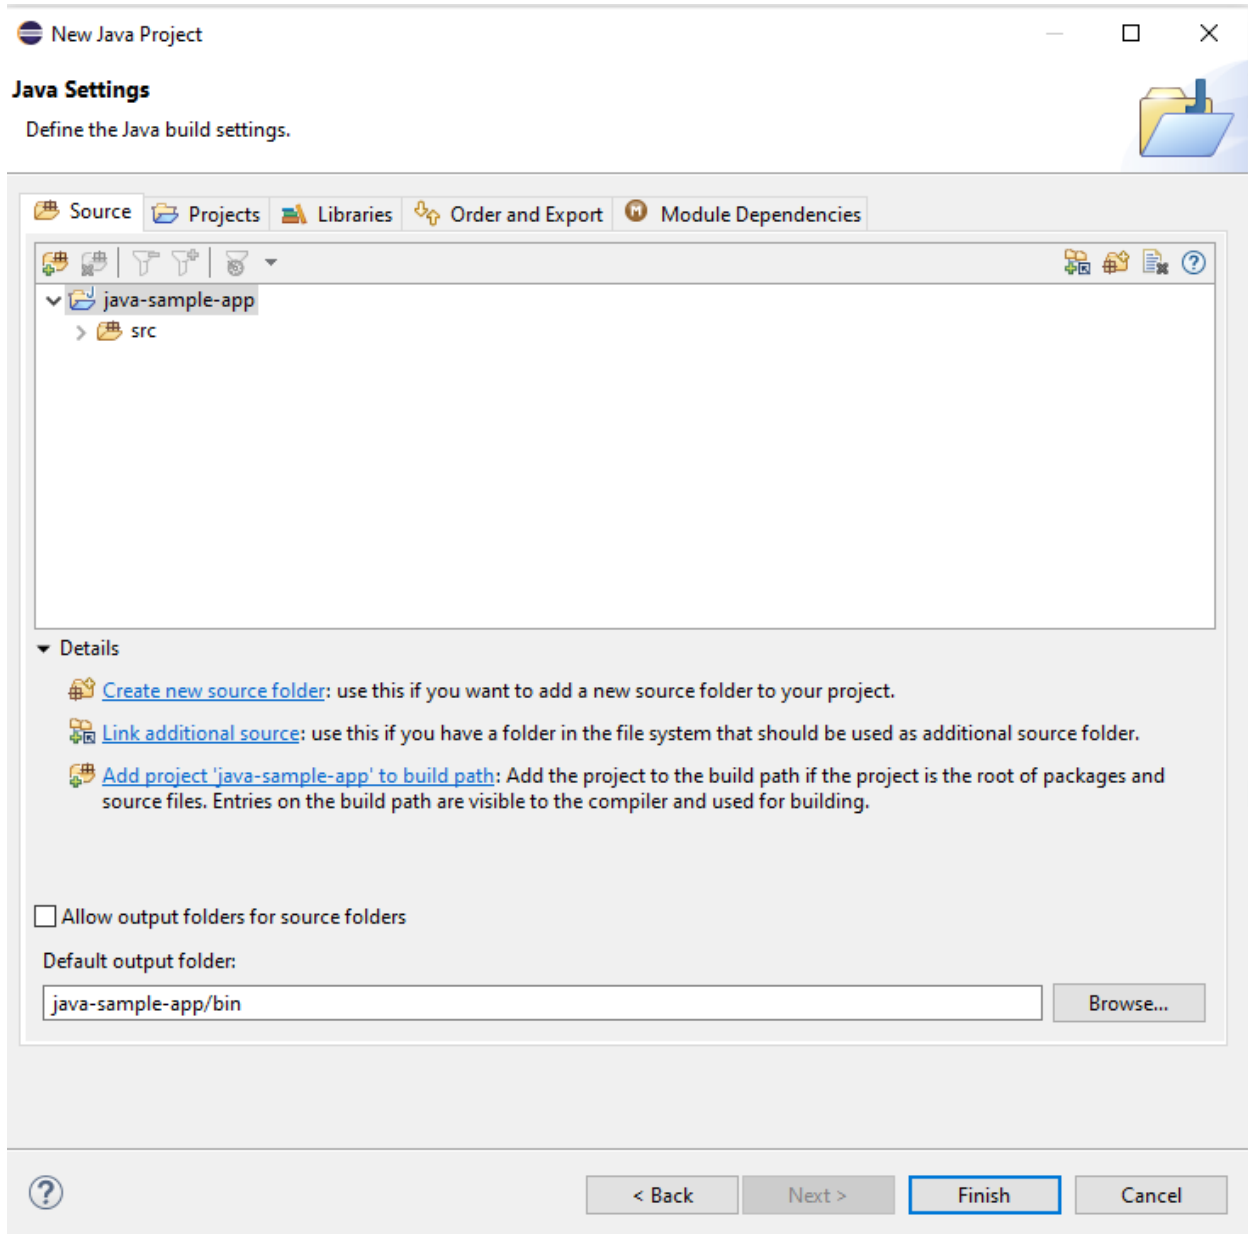 New Java Project
Java Settings
Define the Java build settings.
Source Projects Libraries Order and Export Module Dependencies
java-sample-app
src
Details
Create new source folder: use this if you want to add a new source folder to your project.
Link additional source: use this if you have a folder in the file system that should be used as additional source folder.
Add project 'java-sample-app' to build path: Add the project to the build path if the project is the root of packages and
source files. Entries on the build path are visible to the compiler and used for building.
Allow output folders for source folders
Default output folder:
java-sample-app/bin Browse...
< Back Next > Finish Cancel